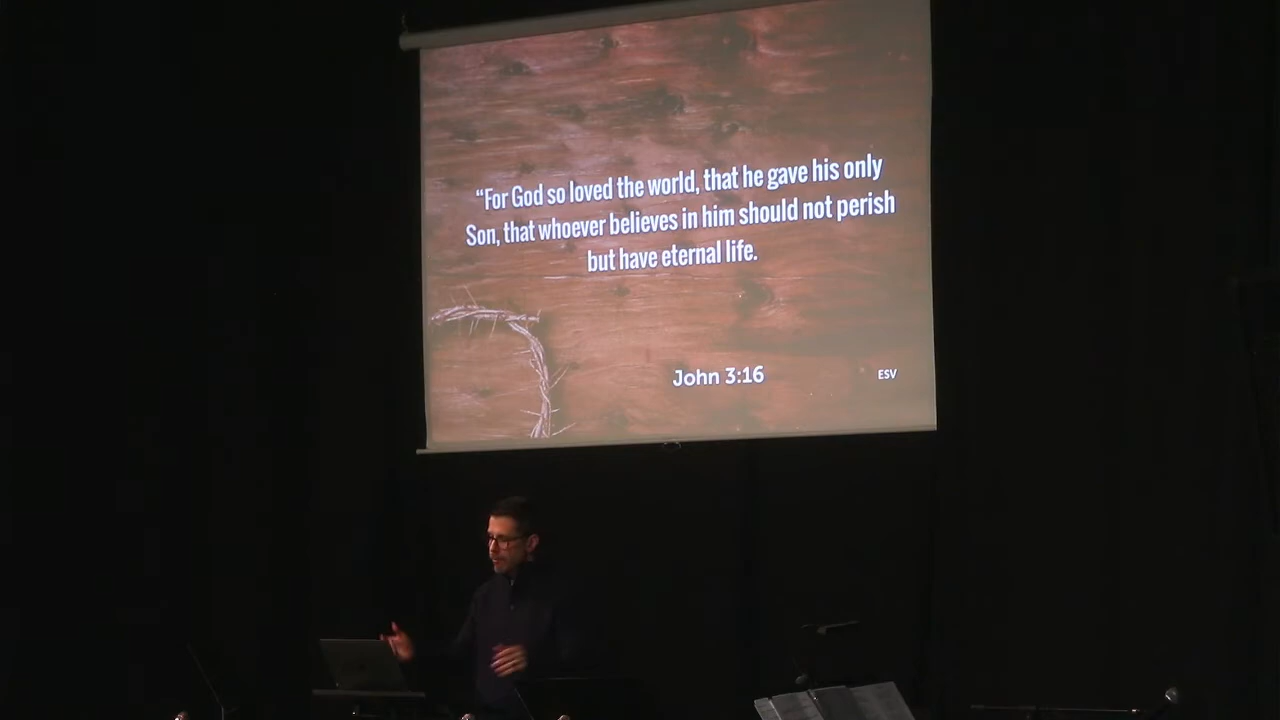 “For God so loved the world, that he gave his only
Son, that whoever believes in him should not perish
but have eternal life.
John 3:16
ESV